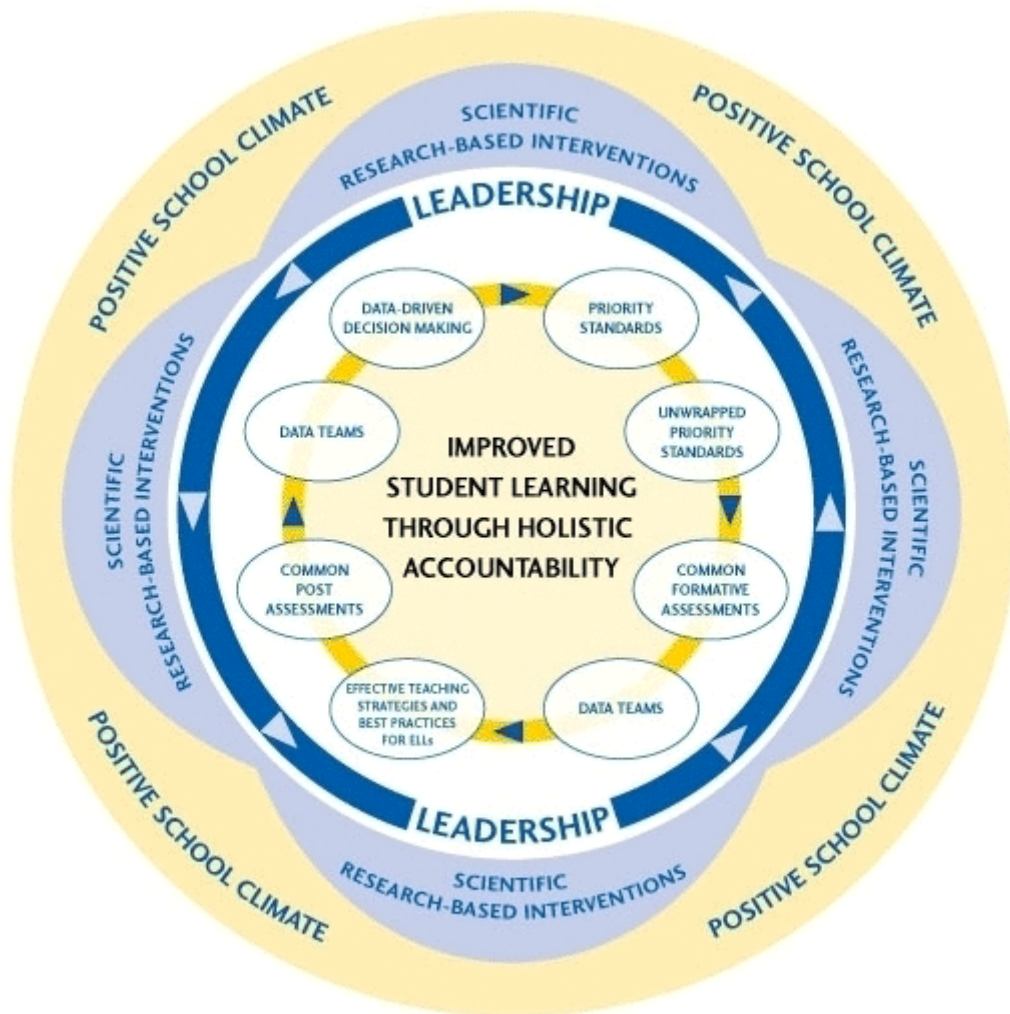 POSITIVE SCHOOL CLIMATE
POSITIVE SCHOOL CLIMATE
SCIENTIFIC
RESEARCH-BASED INTERVENTIONS
LEADERSHIP
DATA-DRIVEN
DECISION MAKING
PRIORITY
STANDARDS
DATA TEAMS
UNWRAPPED
PRIORITY
STANDARDS
SCIENTIFIC
RESEARCH-BASED INTERVENTIONS
IMPROVED
STUDENT LEARNING
THROUGH HOLISTIC
ACCOUNTABILITY
SCIENTIFIC
RESEARCH-BASED INTERVENTIONS
COMMON
POST
ASSESSMENTS
COMMON
FORMATIVE
ASSESSMENTS
EFFECTIVE TEACHING
STRATEGIES AND
BEST PRACTICES
FOR ELLs
DATA TEAMS
LEADERSHIP
SCIENTIFIC
RESEARCH-BASED INTERVENTIONS
POSITIVE SCHOOL CLIMATE
POSITIVE SCHOOL CLIMATE